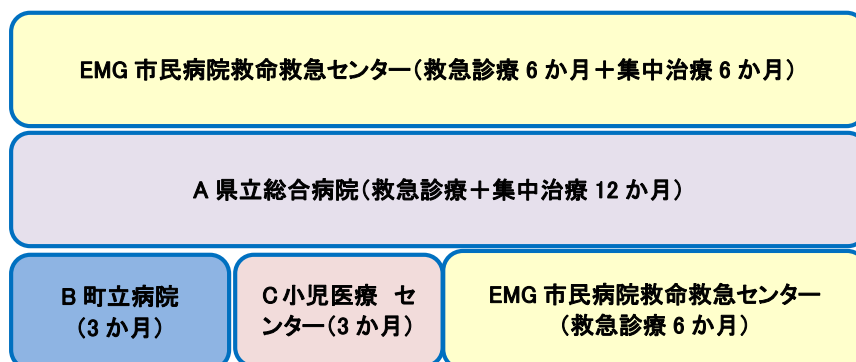 EMG 市民病院救命救急センター（救急診療 6 か月＋集中治療 6 か月）
A 県立総合病院（救急診療＋集中治療 12 か月）
B 町立病院
（3 か月）
C 小児医療　セ
ンター（3 か月）
EMG 市民病院救命救急センター
（救急診療 6 か月）